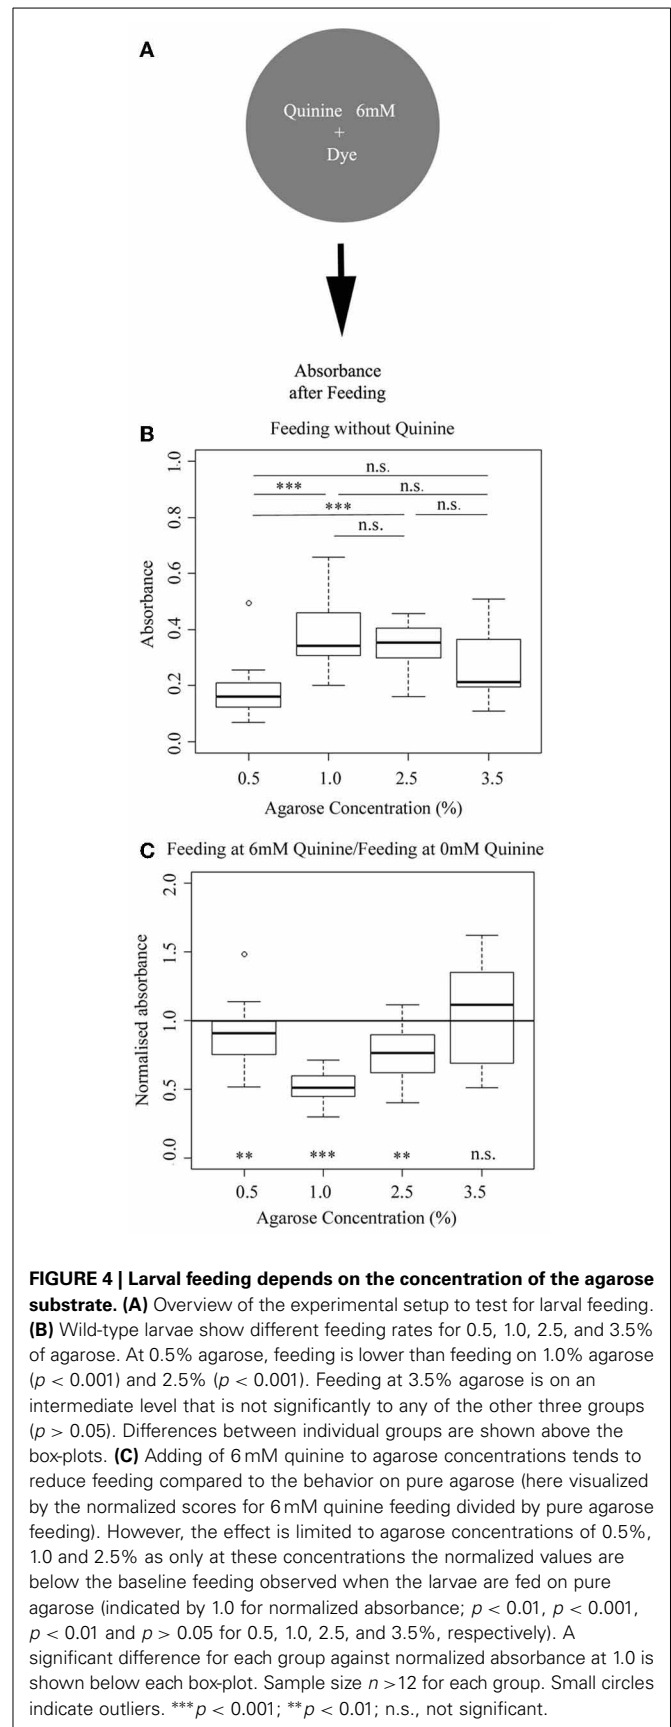 A
Quinine 6mM
+
Dye
Absorbance
after Feeding
B
Feeding without Quinine
n.s.
*** n.s.
*** n.s.
n.s.
Absorbance
1.0
0.8
0.6
0.4
0.2
0.0
0.5 1.0 2.5 3.5
Agarose Concentration (%)
C Feeding at 6mM Quinine/Feeding at 0mM Quinine
Normalised absorbance
2.0
1.5
1.0
0.5
0.0
** *** ** n.s.
0.5 1.0 2.5 3.5
Agarose Concentration (%)
FIGURE 4 | Larval feeding depends on the concentration of the agarose
substrate. (A) Overview of the experimental setup to test for larval feeding.
(B) Wild-type larvae show different feeding rates for 0.5, 1.0, 2.5, and 3.5%
of agarose. At 0.5% agarose, feeding is lower than feeding on 1.0% agarose
(p < 0.001) and 2.5% (p < 0.001). Feeding at 3.5% agarose is on an
intermediate level that is not significantly to any of the other three groups
(p > 0.05). Differences between individual groups are shown above the
box-plots. (C) Adding of 6 mM quinine to agarose concentrations tends to
reduce feeding compared to the behavior on pure agarose (here visualized
by the normalized scores for 6 mM quinine feeding divided by pure agarose
feeding). However, the effect is limited to agarose concentrations of 0.5%,
1.0 and 2.5% as only at these concentrations the normalized values are
below the baseline feeding observed when the larvae are fed on pure
agarose (indicated by 1.0 for normalized absorbance; p < 0.01, p < 0.001,
p < 0.01 and p > 0.05 for 0.5, 1.0, 2.5, and 3.5%, respectively). A
significant difference for each group against normalized absorbance at 1.0 is
shown below each box-plot. Sample size n >12 for each group. Small circles
indicate outliers. ***p < 0.001; **p < 0.01; n.s., not significant.